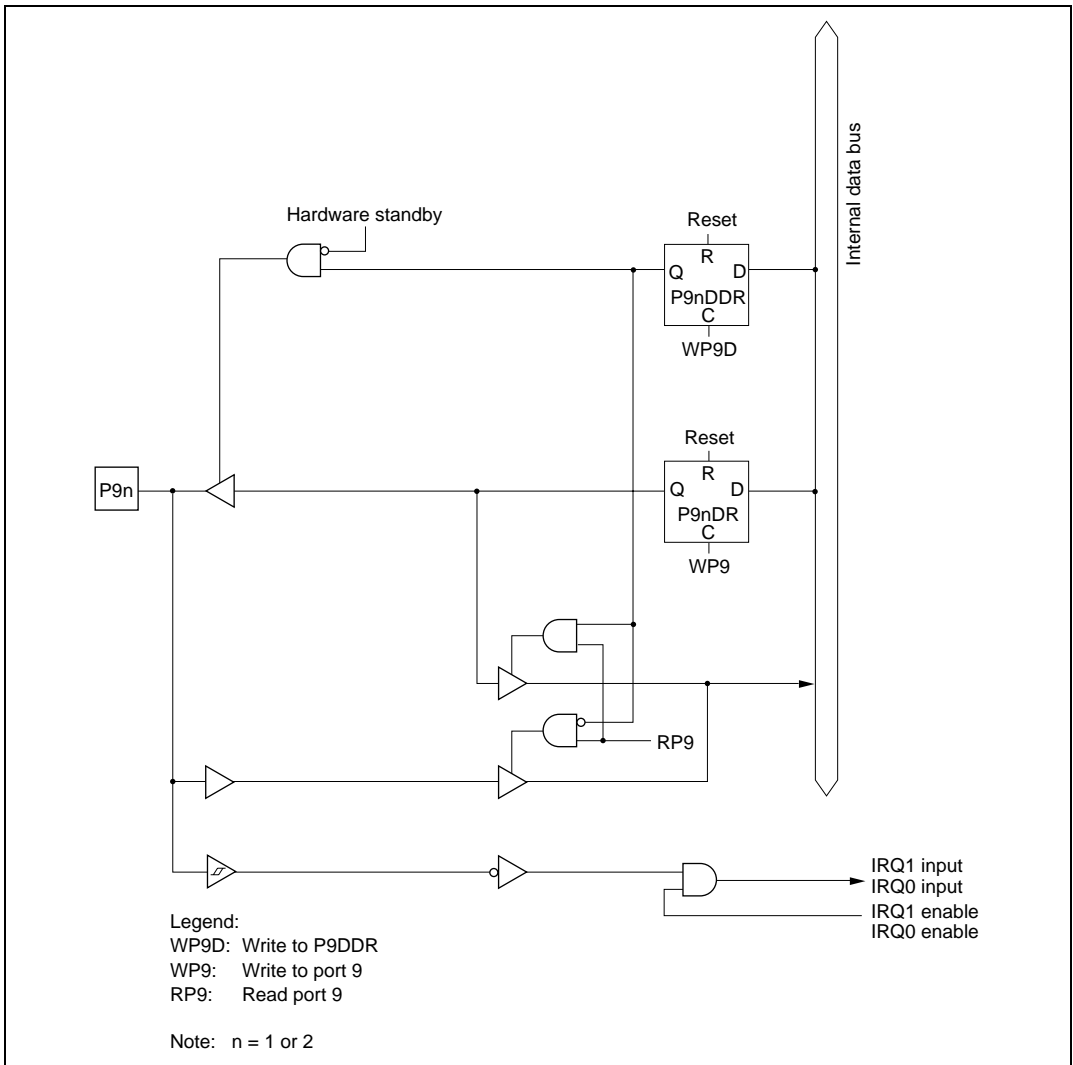 Internal data bus
Hardware standby
Reset
R
Q
D
P9nDDR
C
WP9D
Reset
R
Q
D
P9nDR
C
WP9
P9n
RP9
IRQ1 input
IRQ0 input
IRQ1 enable
IRQ0 enable
Legend:
WP9D: Write to P9DDR
WP9: Write to port 9
RP9: Read port 9
Note: n = 1 or 2